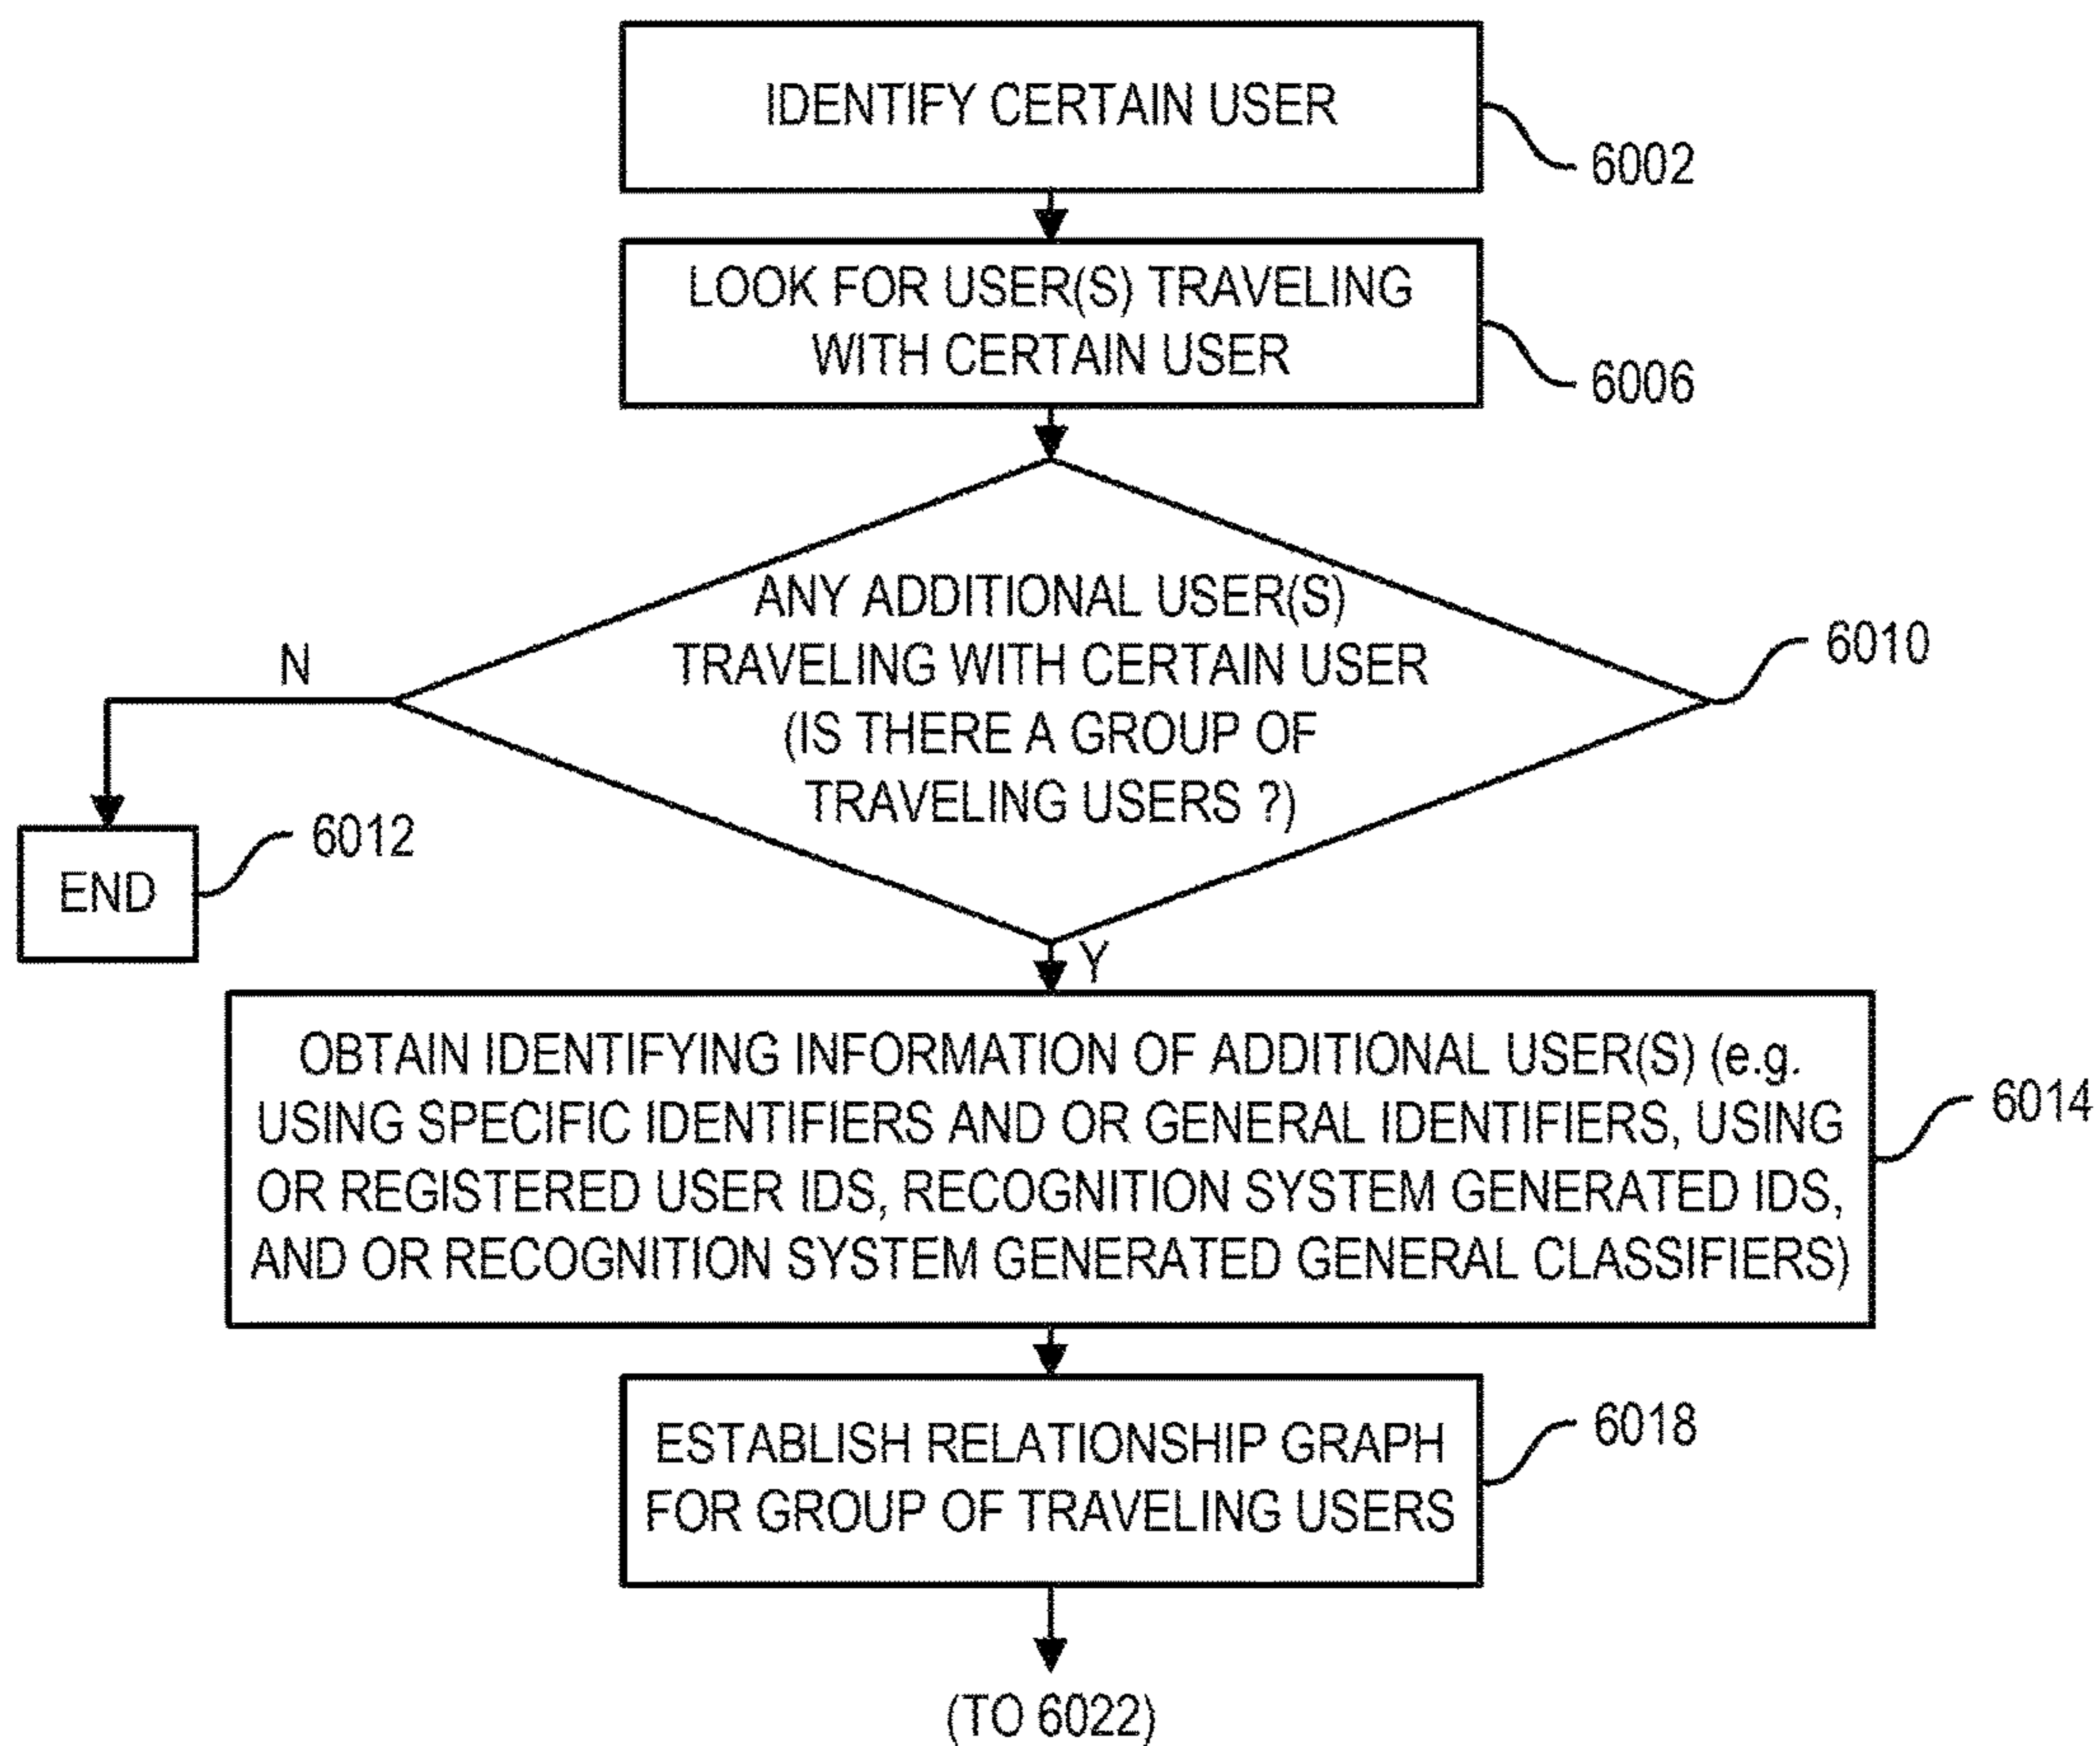 IDENTIFY CERTAIN USER
6002
LOOK FOR USER(S) TRAVELING
WITH CERTAIN USER
6006
ANY ADDITIONAL USER(S)
TRAVELING WITH CERTAIN USER
(IS THERE A GROUP OF
TRAVELING USERS ?)
6010
N
END
6012
Y
OBTAIN IDENTIFYING INFORMATION OF ADDITIONAL USER(S) (e.g.
USING SPECIFIC IDENTIFIERS AND OR GENERAL IDENTIFIERS, USING
OR REGISTERED USER IDS, RECOGNITION SYSTEM GENERATED IDS,
AND OR RECOGNITION SYSTEM GENERATED GENERAL CLASSIFIERS)
6014
ESTABLISH RELATIONSHIP GRAPH
FOR GROUP OF TRAVELING USERS
6018
(TO 6022)